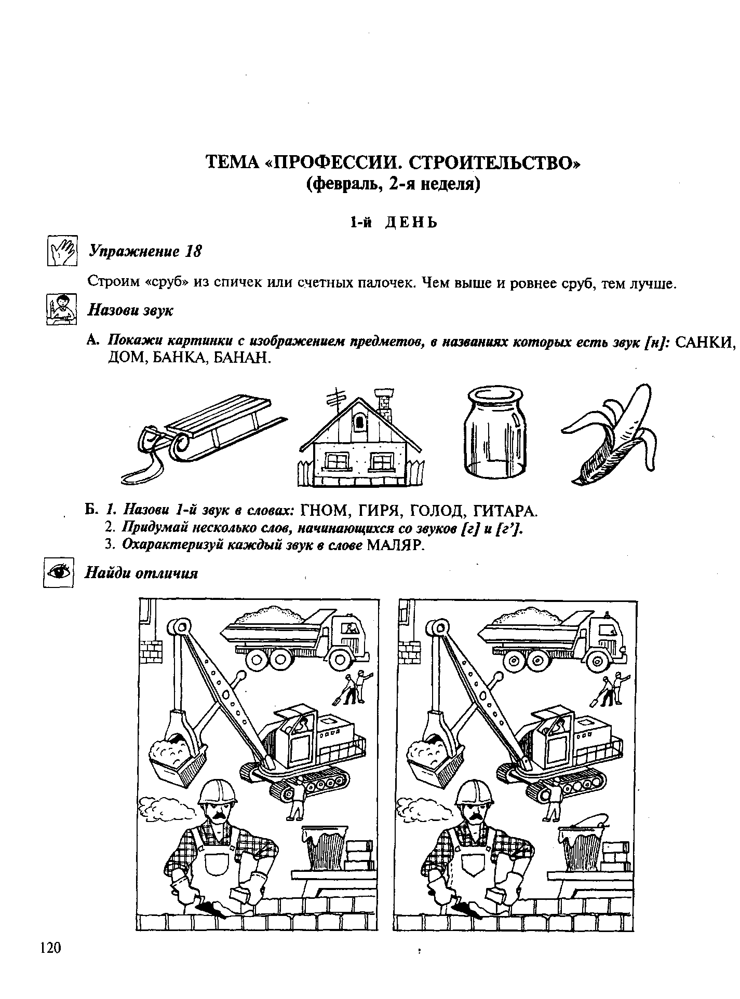 ТЕМА «ПРОФЕССИИ. СТРОИТЕЛЬСТВО»
(февраль, 2-я неделя)
1-й ДЕНЬ
Упражнение 18
Строим «сруб» из спичек или счетных палочек. Чем выше и ровнее сруб, тем лучше.
Назови звук
А. Покажи картинки с изображением предметов, в названиях которых есть звук [н]: САНКИ,
ДОМ, БАНКА, БАНАН.
Б. 1. Назови 1-й звук в словах: ГНОМ, ГИРЯ, ГОЛОД, ГИТАРА.
2. Придумай несколько слов, начинающихся со звуков [г] и [г’].
3. Охарактеризуй каждый звук в слове МАЛЯР.
Найди отличия
120